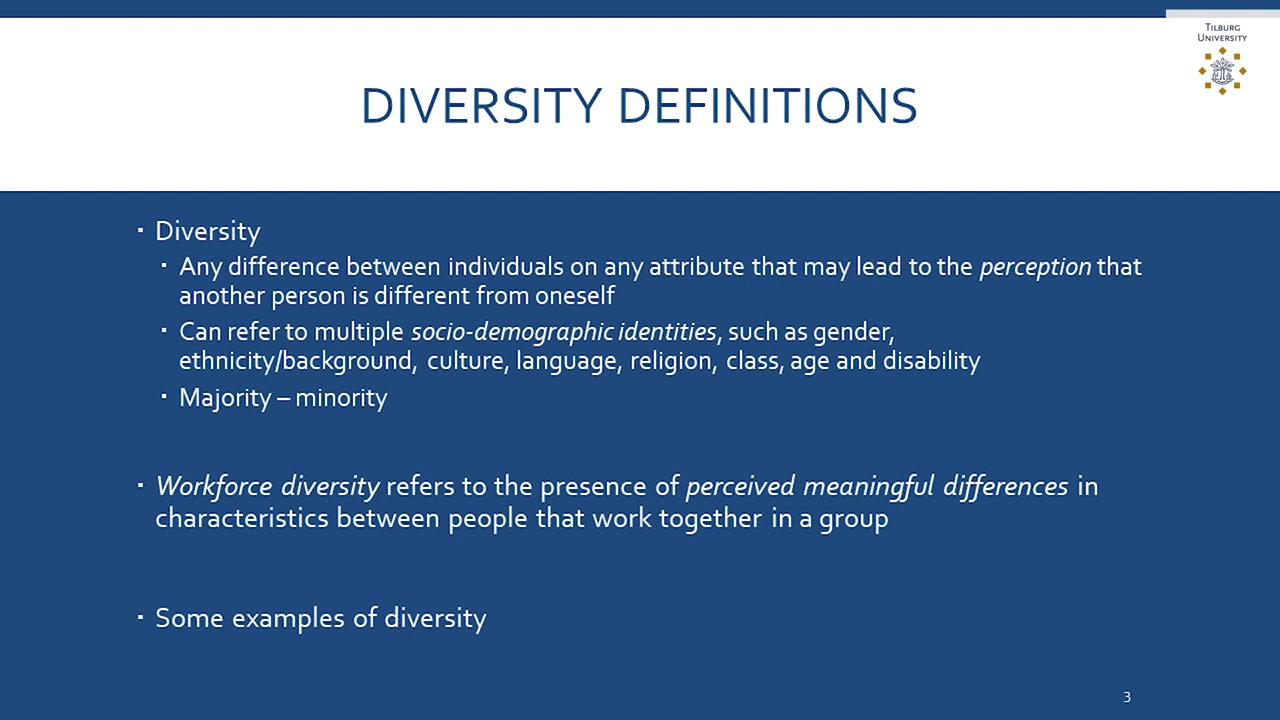 TILBURG
UNIVERSITY
DIVERSITY DEFINITIONS
▪ Diversity
▪ Any difference between individuals on any attribute that may lead to the perception that
another person is different from oneself
▪ Can refer to multiple socio-demographic identities, such as gender,
ethnicity/background, culture, language, religion, class, age and disability
▪ Majority – minority
▪ Workforce diversity refers to the presence of perceived meaningful differences in
characteristics between people that work together in a group
▪ Some examples of diversity
3